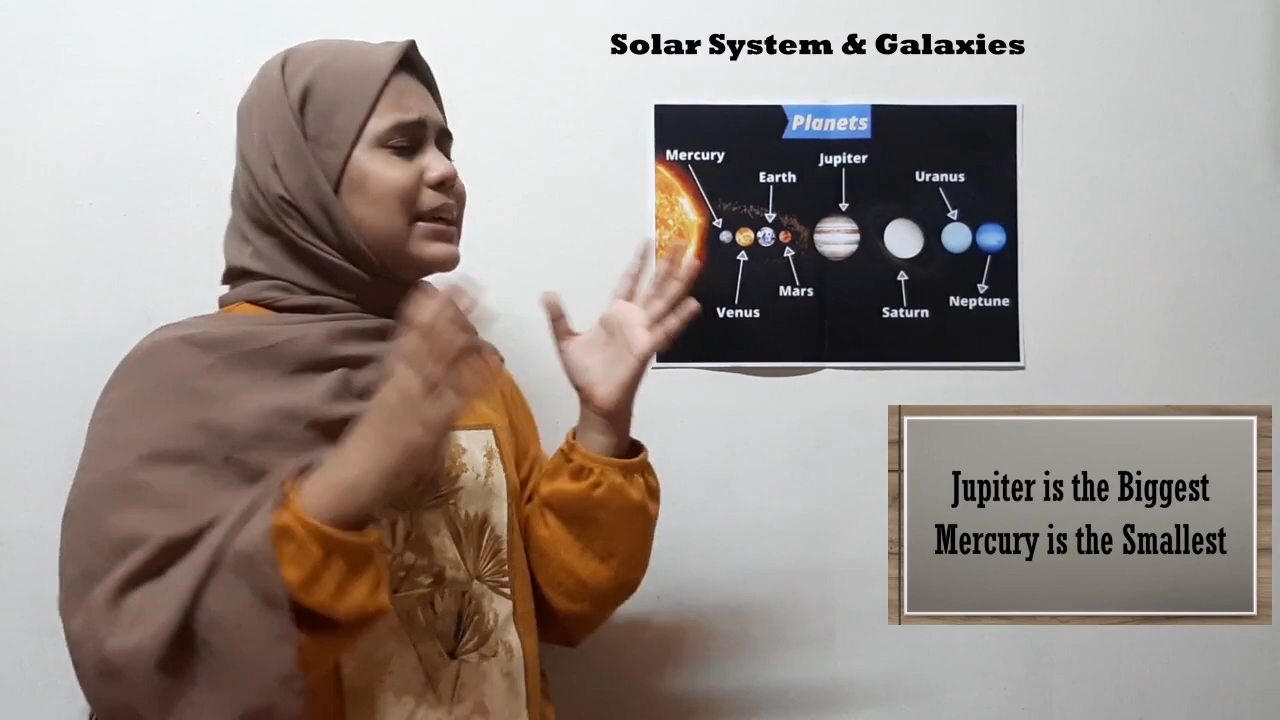 Solar System & Galaxies
Planets
Mercury
Jupiter
Earth
Uranus
Mars
Venus
Saturn
Neptune
Jupiter is the Biggest
Mercury is the Smallest